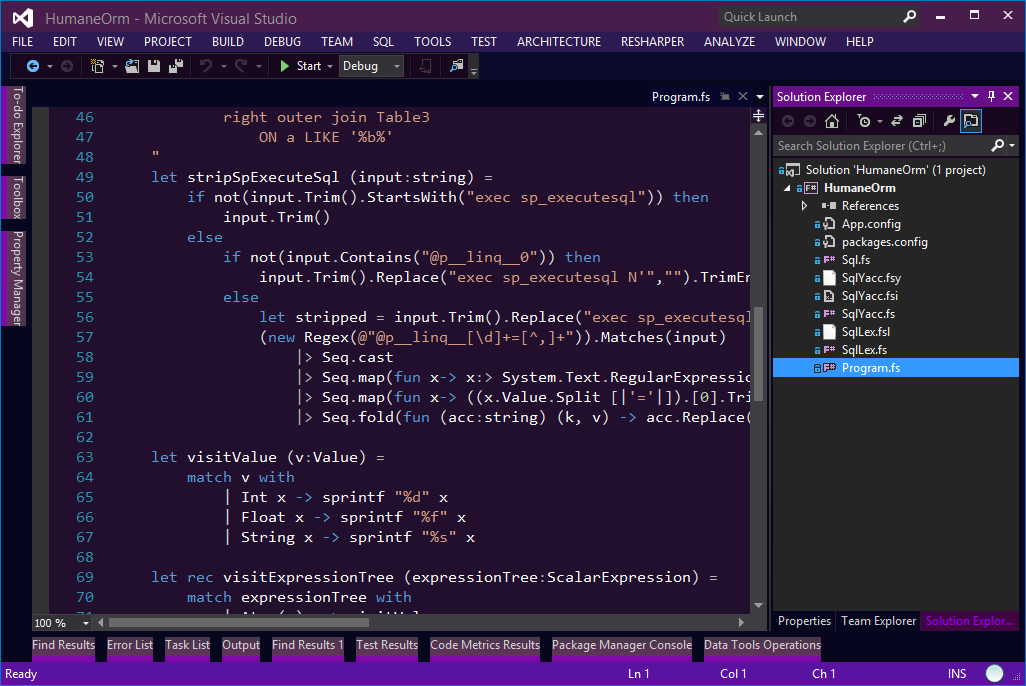 HumaneOrm - Microsoft Visual Studio
Quick Launch
FILE EDIT VIEW PROJECT BUILD DEBUG TEAM SQL TOOLS TEST ARCHITECTURE RESHARPER ANALYZE WINDOW HELP
Start Debug
To-do Explorer
Toolbox
Property Manager
Program.fs
46 right outer join Table3
47 ON a LIKE '%b%'
48 "
49 let stripSpExecuteSql (input:string) =
50 if not(input.Trim().StartsWith("exec sp_executesql")) then
51 input.Trim()
52 else
53 if not(input.Contains("@p__linq__0")) then
54 input.Trim().Replace("exec sp_executesql N'","").TrimEn
55 else
56 let stripped = input.Trim().Replace("exec sp_executesql
57 (new Regex(@"@p__linq__[\d]+=[^,]+")).Matches(input)
58 |> Seq.cast
59 |> Seq.map(fun x-> x:> System.Text.RegularExpressio
60 |> Seq.map(fun x-> ((x.Value.Split [|'='|]).[0].Tri
61 |> Seq.fold(fun (acc:string) (k, v) -> acc.Replace(
62
63 let visitValue (v:Value) =
64 match v with
65 | Int x -> sprintf "%d" x
66 | Float x -> sprintf "%f" x
67 | String x -> sprintf "%s" x
68
69 let rec visitExpressionTree (expressionTree:ScalarExpression) =
70 match expressionTree with
100 %
Solution Explorer
Search Solution Explorer (Ctrl+;)
Solution 'HumaneOrm' (1 project)
F# HumaneOrm
References
App.config
packages.config
F# Sql.fs
SqlYacc.fsy
SqlYacc.fsi
F# SqlYacc.fs
SqlLex.fsl
F# SqlLex.fs
F# Program.fs
Properties Team Explorer Solution Explor...
Find Results Error List Task List Output Find Results 1 Test Results Code Metrics Results Package Manager Console Data Tools Operations
Ready Ln 1 Col 1 Ch 1 INS